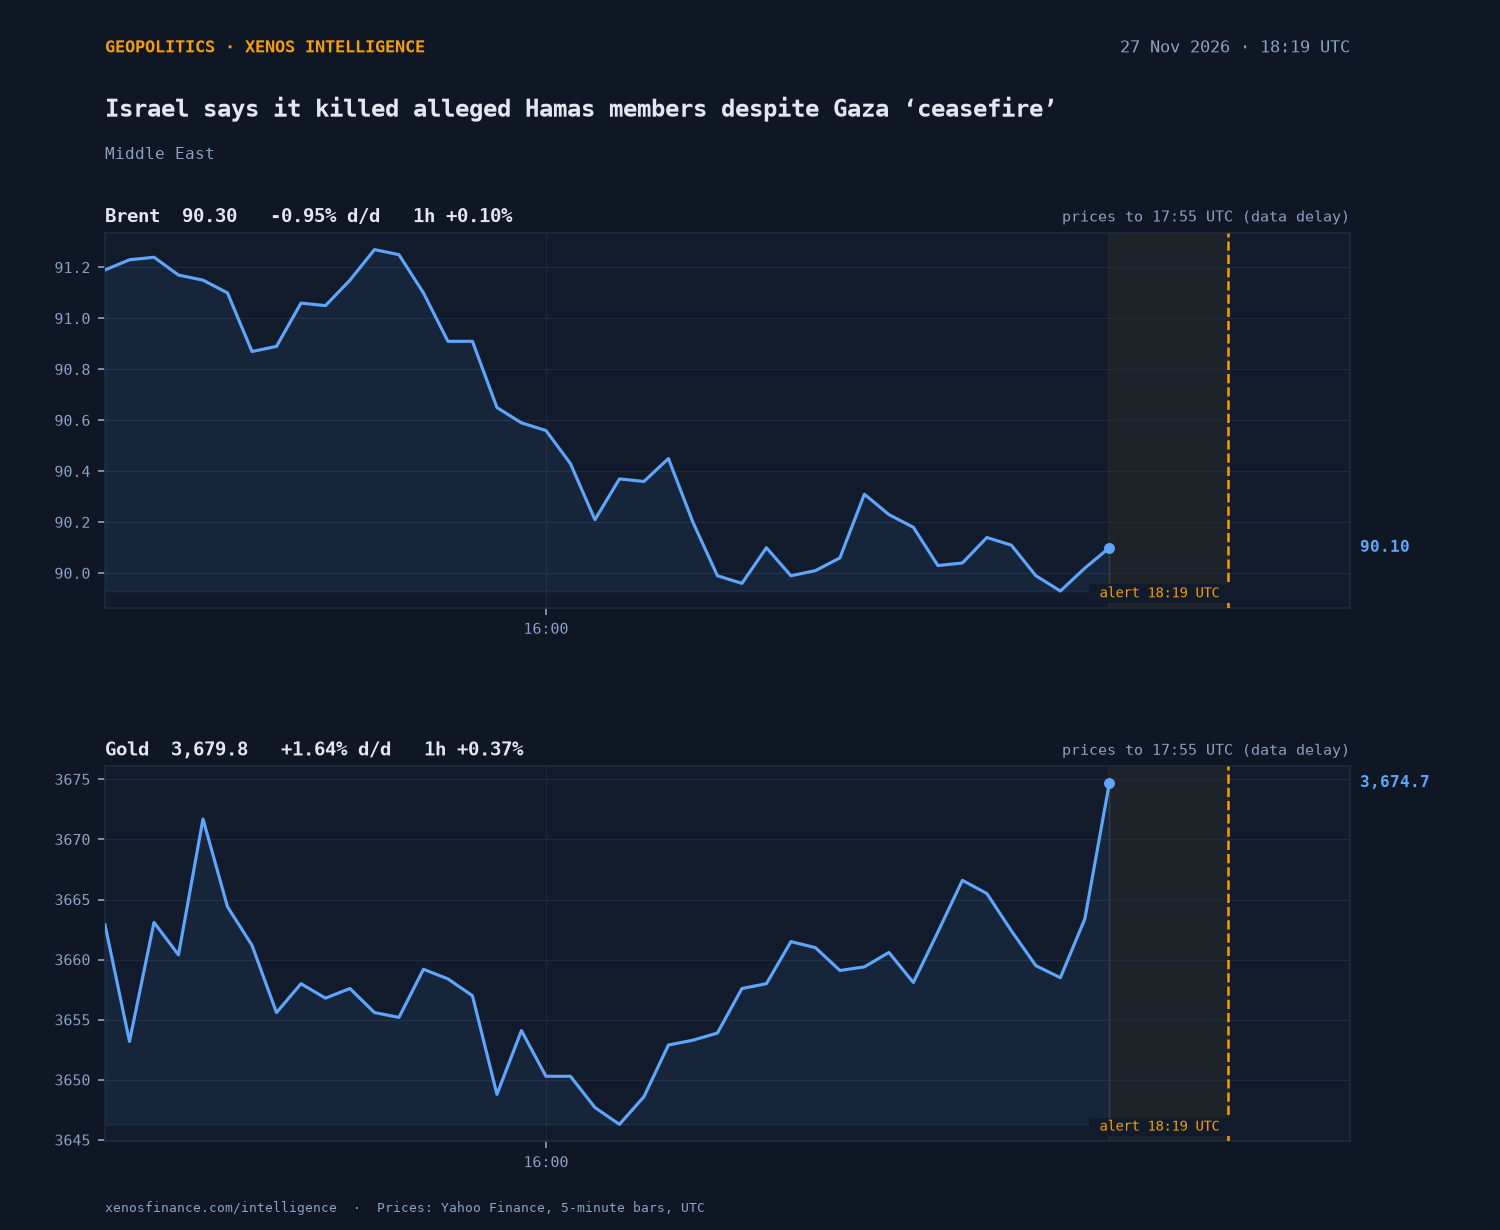 GEOPOLITICS · XENOS INTELLIGENCE
27 Nov 2026 · 18:19 UTC
Israel says it killed alleged Hamas members despite Gaza ‘ceasefire’
Middle East
Brent  90.30   -0.95% d/d   1h +0.10%
prices to 17:55 UTC (data delay)
91.2
91.0
90.8
90.6
90.4
90.2
90.0
90.10
alert 18:19 UTC
16:00
Gold  3,679.8   +1.64% d/d   1h +0.37%
prices to 17:55 UTC (data delay)
3675
3670
3665
3660
3655
3650
3645
3,674.7
alert 18:19 UTC
16:00
xenosfinance.com/intelligence  ·  Prices: Yahoo Finance, 5-minute bars, UTC